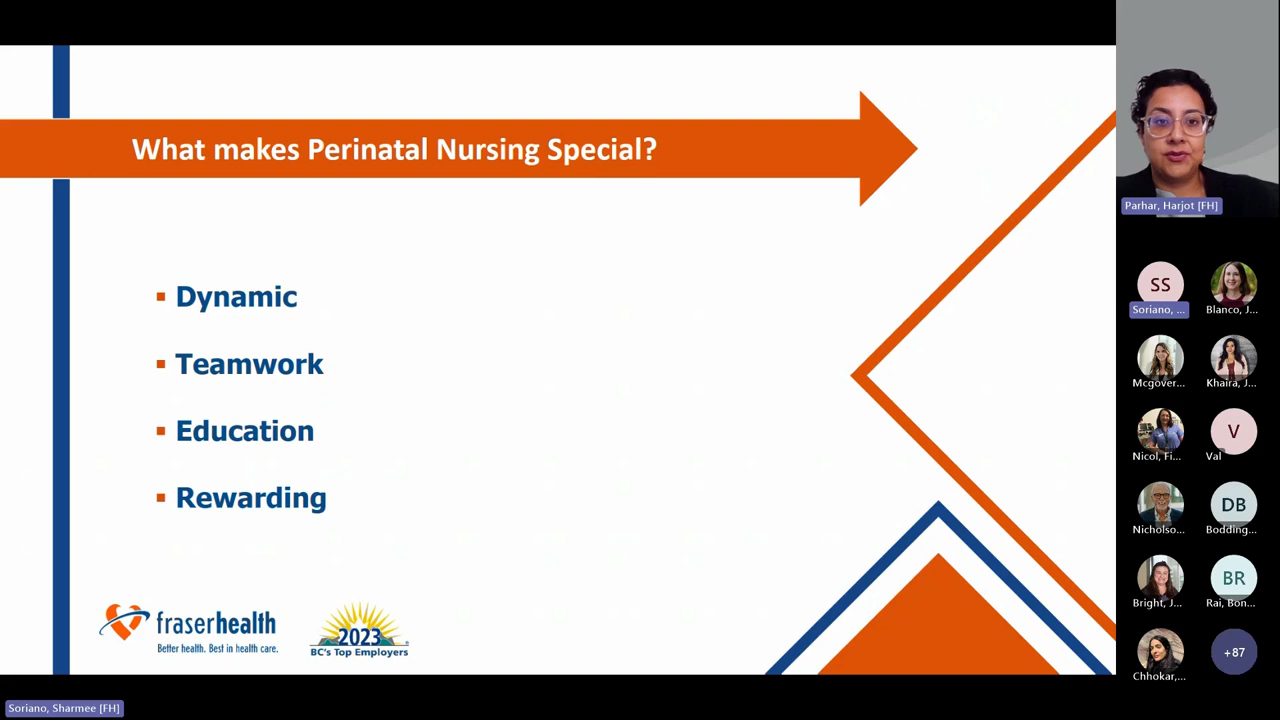 What makes Perinatal Nursing Special?
Dynamic
Teamwork
Education
Rewarding
fraserhealth
Better health. Best in health care.
2023
BC's Top Employers
Parhar, Harjot [FH]
SS
Soriano, ...
Blanco, J...
Mcgover...
Khaira, J...
Nicol, Fi...
V
Val
Nicholso...
DB
Bodding...
Bright, J...
BR
Rai, Bon...
Chhokar,...
+87
Soriano, Sharmee [FH]